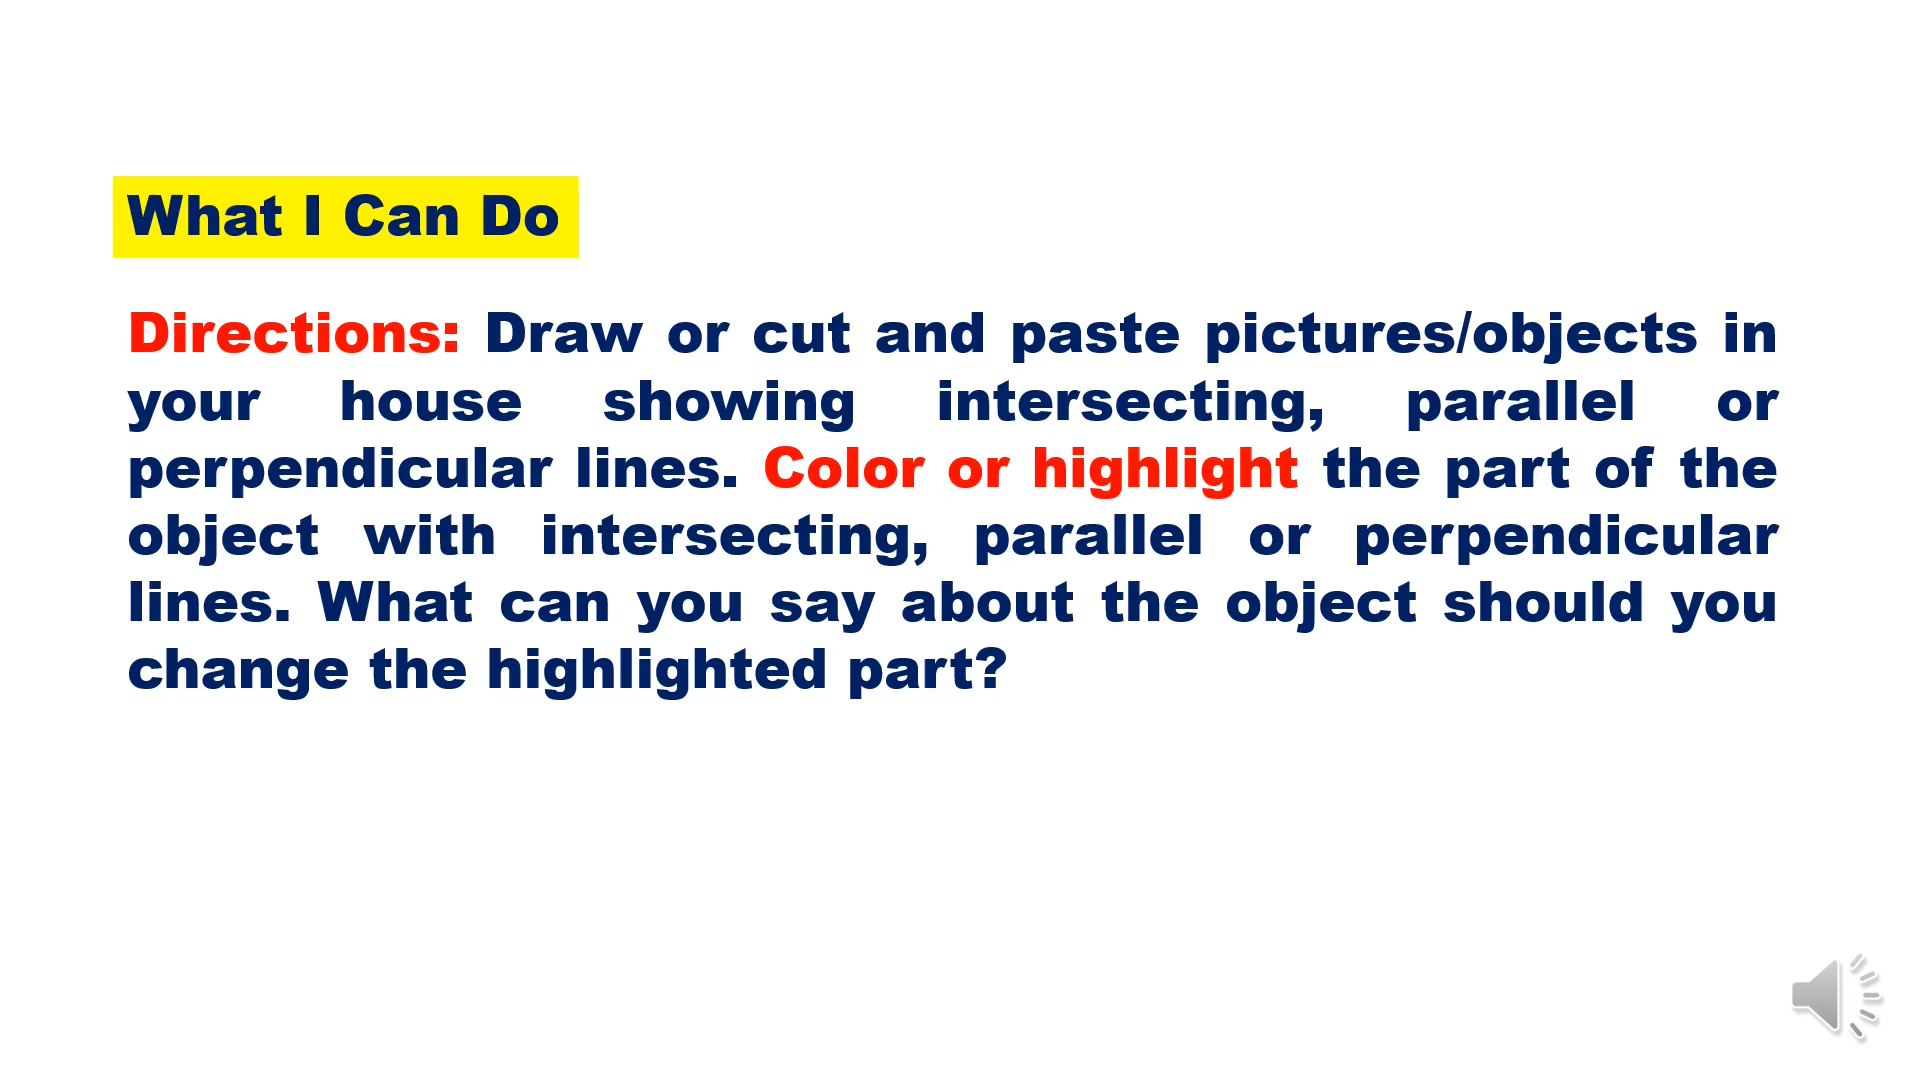 What I Can Do
Directions: Draw or cut and paste pictures/objects in
your house showing intersecting, parallel or
perpendicular lines. Color or highlight the part of the
object with intersecting, parallel or perpendicular
lines. What can you say about the object should you
change the highlighted part?